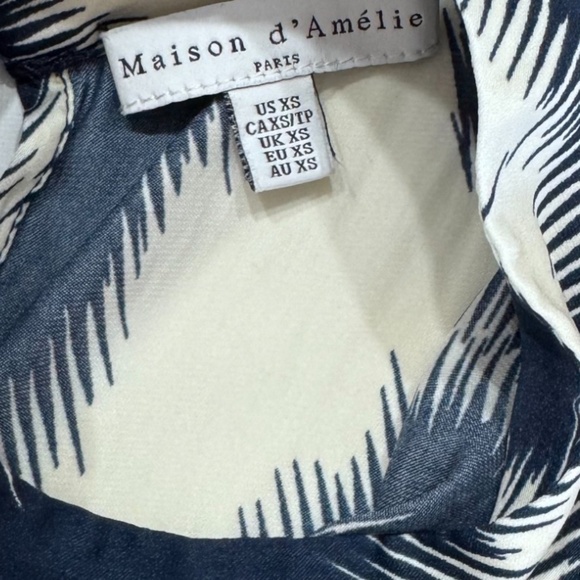 Maison d'Amélie
PARIS
US XS
CAXS/TP
UK XS
EU XS
AU XS